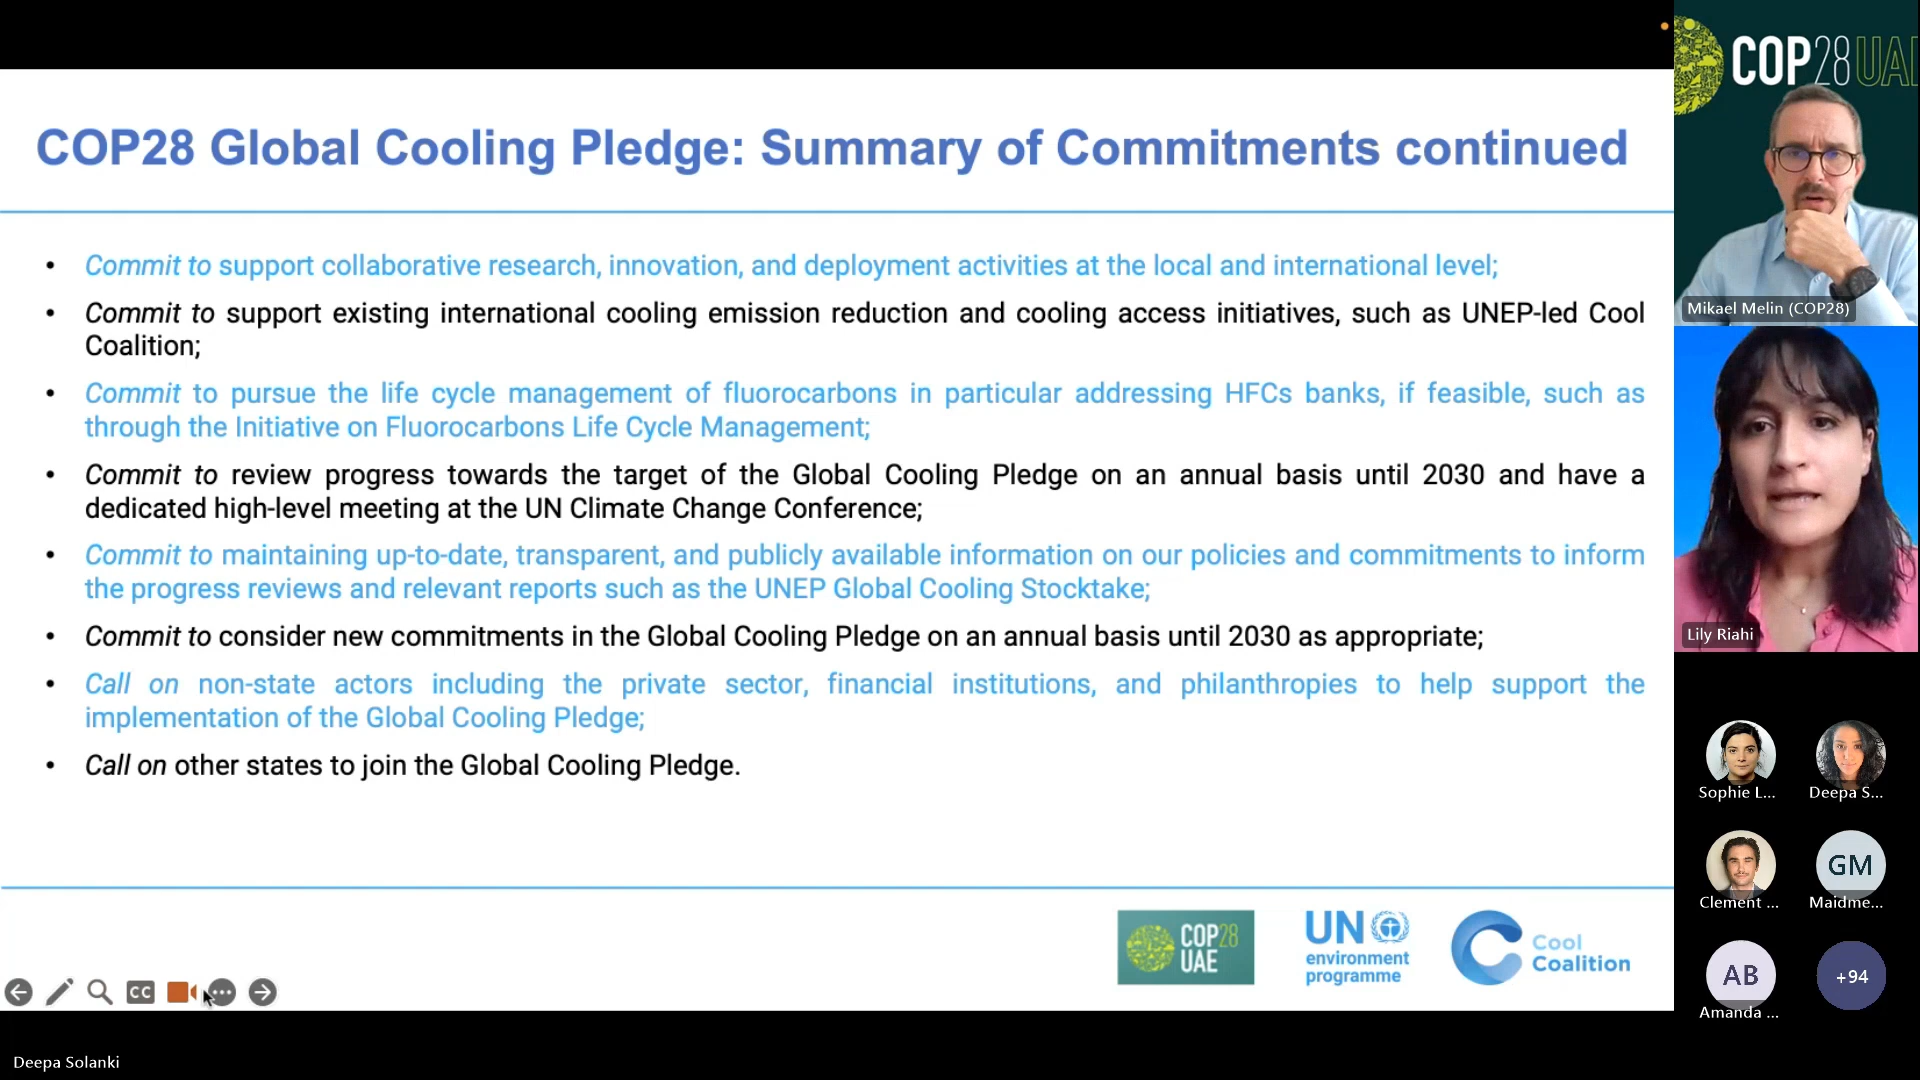 COP28 UAE
COP28 Global Cooling Pledge: Summary of Commitments continued
• Commit to support collaborative research, innovation, and deployment activities at the local and international level;
• Commit to support existing international cooling emission reduction and cooling access initiatives, such as UNEP-led Cool
Coalition;
• Commit to pursue the life cycle management of fluorocarbons in particular addressing HFCs banks, if feasible, such as
through the Initiative on Fluorocarbons Life Cycle Management;
• Commit to review progress towards the target of the Global Cooling Pledge on an annual basis until 2030 and have a
dedicated high-level meeting at the UN Climate Change Conference;
• Commit to maintaining up-to-date, transparent, and publicly available information on our policies and commitments to inform
the progress reviews and relevant reports such as the UNEP Global Cooling Stocktake;
• Commit to consider new commitments in the Global Cooling Pledge on an annual basis until 2030 as appropriate;
• Call on non-state actors including the private sector, financial institutions, and philanthropies to help support the
implementation of the Global Cooling Pledge;
• Call on other states to join the Global Cooling Pledge.
COP28
UAE
UN
environment
programme
Cool
Coalition
CC
Mikael Melin (COP28)
Lily Riahi
Sophie L...
Deepa S...
Clement ...
GM
Maidme...
AB
Amanda ...
+94
Deepa Solanki